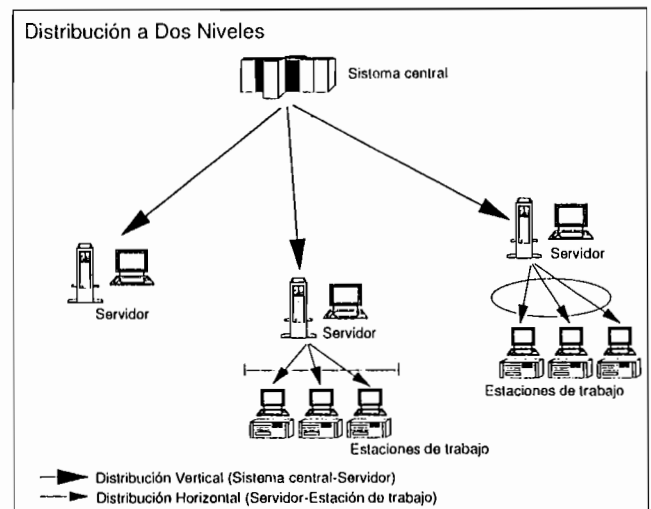 Distribución a Dos Niveles
Sistema central
Servidor
Servidor
Servidor
Estaciones de trabajo
Estaciones de trabajo
Distribución Vertical (Sistema central-Servidor)
Distribución Horizontal (Servidor-Estación de trabajo)